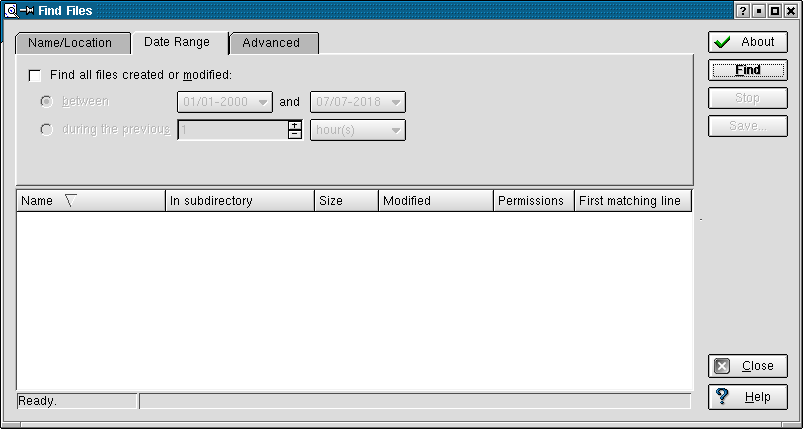 Find Files
Name/Location Date Range Advanced
About
Find all files created or modified:
Find
between 01/01-2000 and 07/07-2018
Stop
during the previous 1 hour(s)
Save...
Name In subdirectory Size Modified Permissions First matching line
Close
Ready.
Help